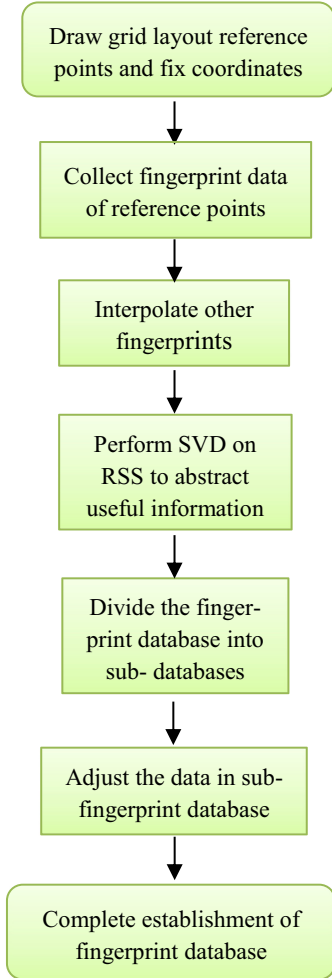 Draw grid layout reference
points and fix coordinates
Collect fingerprint data
of reference points
Interpolate other
fingerprints
Perform SVD on
RSS to abstract
useful information
Divide the finger-
print database into
sub- databases
Adjust the data in sub-
fingerprint database
Complete establishment of
fingerprint database